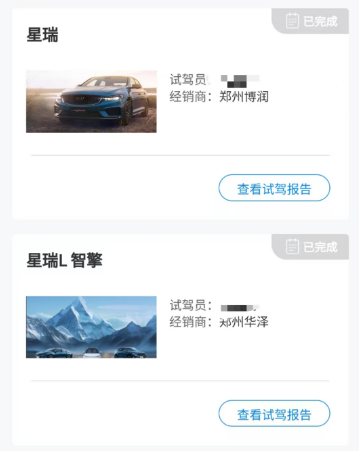 已完成
星瑞
试驾员:
经销商：郑州博润
查看试驾报告
已完成
星瑞L 智擎
试驾员：
经销商：郑州华泽
查看试驾报告